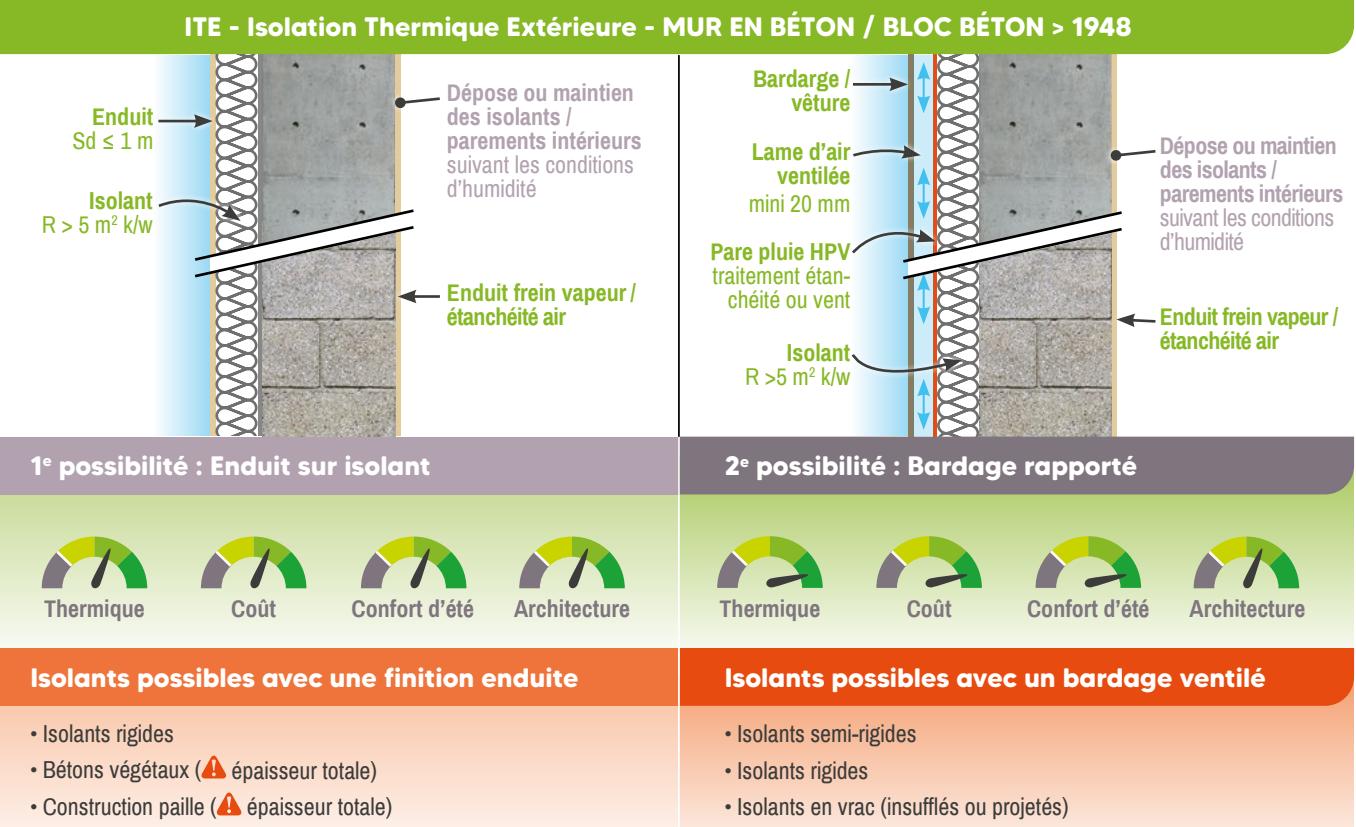 ITE - Isolation Thermique Extérieure - MUR EN BÉTON / BLOC BÉTON > 1948
Enduit
Sd ≤ 1 m
Isolant
R > 5 m² k/w
Dépose ou maintien
des isolants /
parements intérieurs
suivant les conditions
d’humidité
Enduit frein vapeur /
étanchéité air
Bardarge /
vêture
Lame d’air
ventilée
mini 20 mm
Pare pluie HPV
traitement étan-
chéité ou vent
Isolant
R >5 m² k/w
Dépose ou maintien
des isolants /
parements intérieurs
suivant les conditions
d’humidité
Enduit frein vapeur /
étanchéité air
1e possibilité : Enduit sur isolant
Thermique
Coût
Confort d’été
Architecture
Isolants possibles avec une finition enduite
• Isolants rigides
• Bétons végétaux (⚠ épaisseur totale)
• Construction paille (⚠ épaisseur totale)
2e possibilité : Bardage rapporté
Thermique
Coût
Confort d’été
Architecture
Isolants possibles avec un bardage ventilé
• Isolants semi-rigides
• Isolants rigides
• Isolants en vrac (insufflés ou projetés)